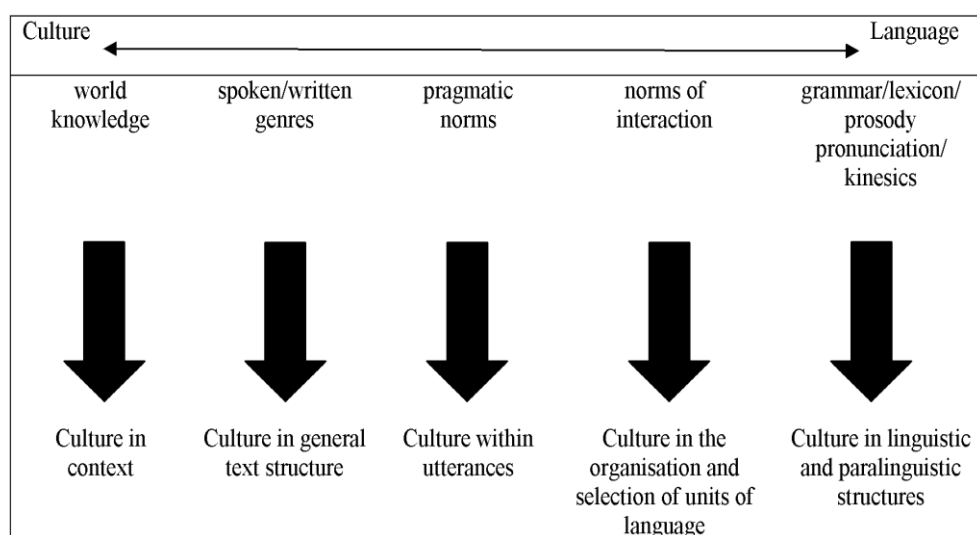 Culture Language
world
knowledge
spoken/written
genres
pragmatic
norms
norms of
interaction
grammar/lexicon/
prosody
pronunciation/
kinesics
Culture in
context
Culture in general
text structure
Culture within
utterances
Culture in the
organisation and
selection of units of
language
Culture in linguistic
and paralinguistic
structures